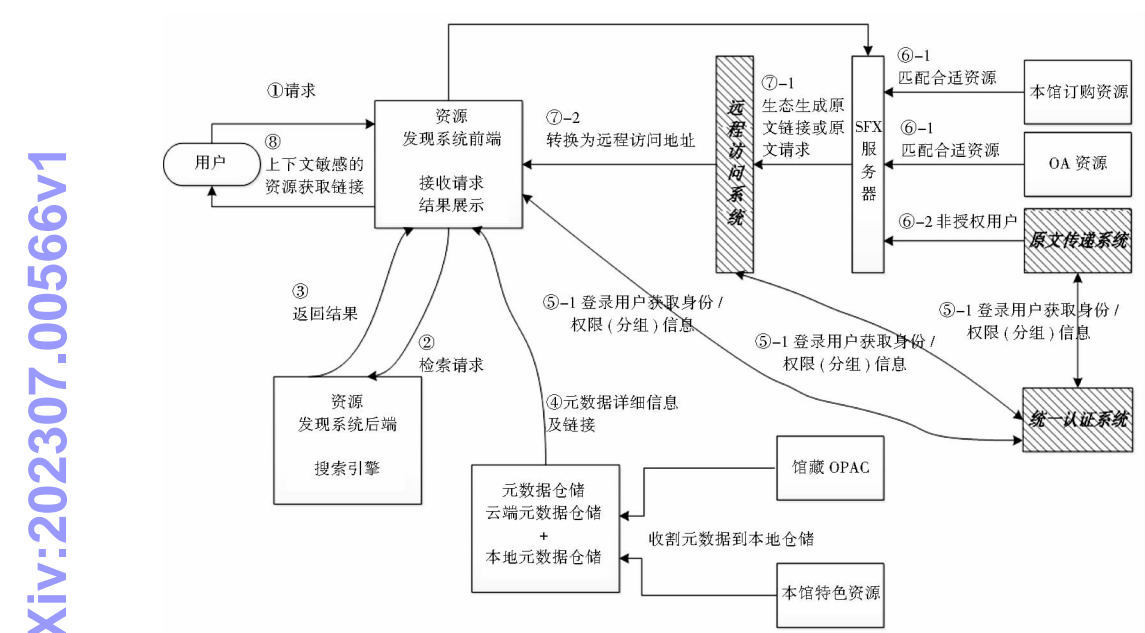 Xiv:202307.00566v1
①请求
用户
⑧
上下文敏感的
资源获取链接
资源
发现系统前端
接收请求
结果展示
⑦-2
转换为远程访问地址
远程访问系统
⑦-1
生态生成原
文链接或原
文请求
SFX
服
务
器
⑥-1
匹配合适资源
本馆订购资源
⑥-1
匹配合适资源
OA 资源
⑥-2 非授权用户
原文传递系统
③
返回结果
②
检索请求
⑤-1 登录用户获取身份 /
权限 ( 分组 ) 信息
⑤-1 登录用户获取身份 /
权限 ( 分组 ) 信息
⑤-1 登录用户获取身份 /
权限 ( 分组 ) 信息
统一认证系统
资源
发现系统后端
搜索引擎
④元数据详细信息
及链接
元数据仓储
云端元数据仓储
+
本地元数据仓储
馆藏 OPAC
收割元数据到本地仓储
本馆特色资源